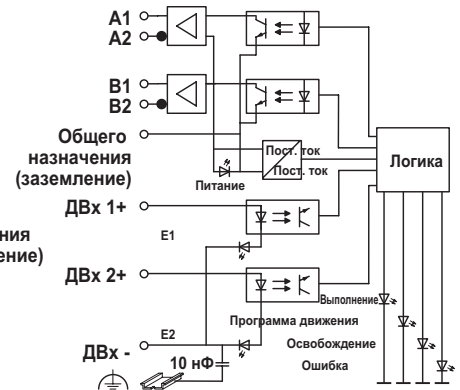 A1
A2
B1
B2
Общего
назначения
(заземление)
Пост. ток
Пост. ток
Питание
Логика
ния
ение)
ДВх 1+
E1
ДВх 2+
Выполнение
Программа движения
E2
Освобождение
ДВх -
10 нФ
Ошибка